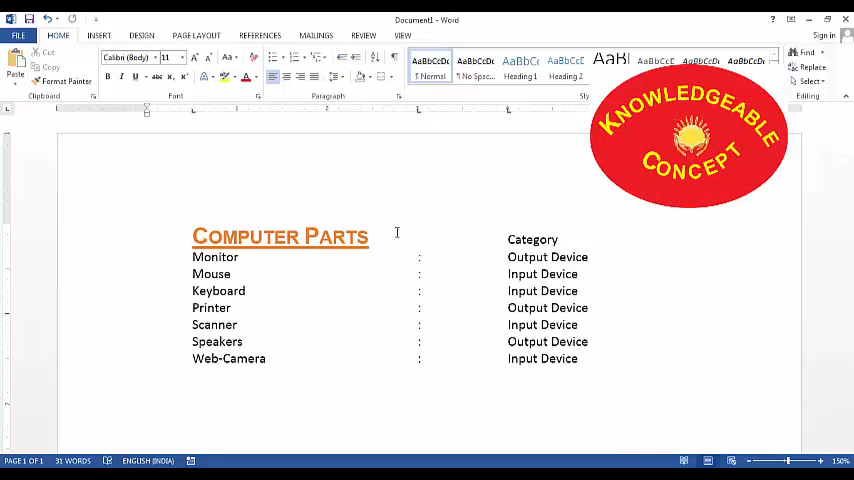 Document1 - Word
Sign in
FILE HOME INSERT DESIGN PAGE LAYOUT REFERENCES MAILINGS REVIEW VIEW
Paste
Cut
Copy
Format Painter
Clipboard
Calibri (Body) 11
Font
Paragraph
AaBbCcDc
¶ Normal
AaBbCcDc
¶ No Spac...
AaBbCc
Heading 1
AaBbCcC
Heading 2
Find
Replace
Select
Editing
KNOWLEDGEABLE
CONCEPT
COMPUTER PARTS Category
Monitor : Output Device
Mouse : Input Device
Keyboard : Input Device
Printer : Output Device
Scanner : Input Device
Speakers : Output Device
Web-Camera : Input Device
PAGE 1 OF 1 31 WORDS ENGLISH (INDIA) 150%